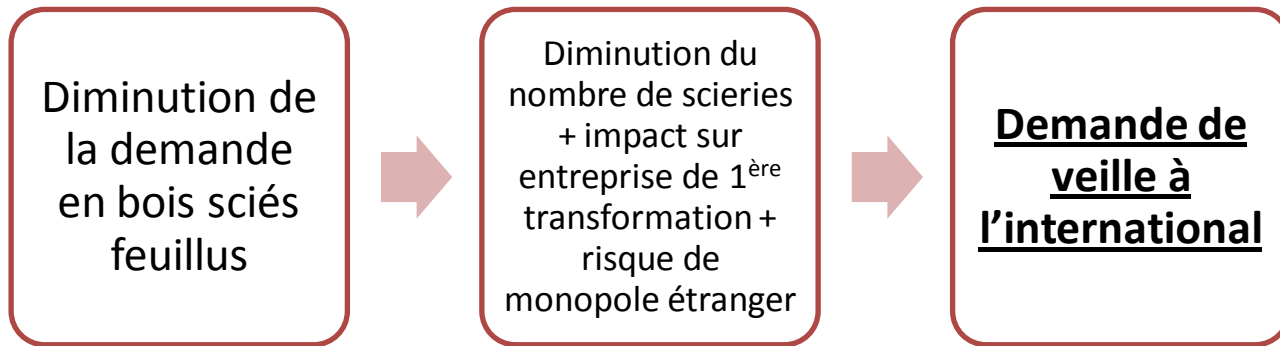 Diminution de
la demande
en bois sciés
feuillus
Diminution du
nombre de scieries
+ impact sur
entreprise de 1ère
transformation +
risque de
monopole étranger
Demande de
veille à
l’international